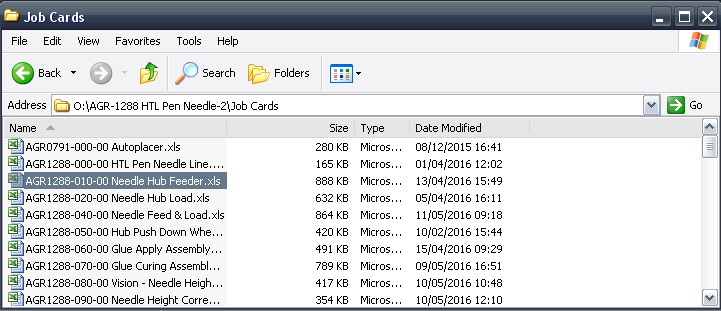 Job Cards
File Edit View Favorites Tools Help
Back Search Folders
Address O:\AGR-1288 HTL Pen Needle-2\Job Cards Go
Name Size Type Date Modified
AGR0791-000-00 Autoplacer.xls 280 KB Micros... 08/12/2015 16:41
AGR1288-000-00 HTL Pen Needle Line.... 165 KB Micros... 01/04/2016 12:02
AGR1288-010-00 Needle Hub Feeder.xls 888 KB Micros... 13/04/2016 15:49
AGR1288-020-00 Needle Hub Load.xls 632 KB Micros... 05/04/2016 16:11
AGR1288-040-00 Needle Feed & Load.xls 864 KB Micros... 11/05/2016 09:18
AGR1288-050-00 Hub Push Down Whe... 420 KB Micros... 10/02/2016 15:44
AGR1288-060-00 Glue Apply Assembly... 491 KB Micros... 15/04/2016 09:29
AGR1288-070-00 Glue Curing Assembl... 789 KB Micros... 09/05/2016 16:51
AGR1288-080-00 Vision - Needle Heigh... 417 KB Micros... 10/05/2016 10:48
AGR1288-090-00 Needle Height Corre... 354 KB Micros... 10/05/2016 12:10